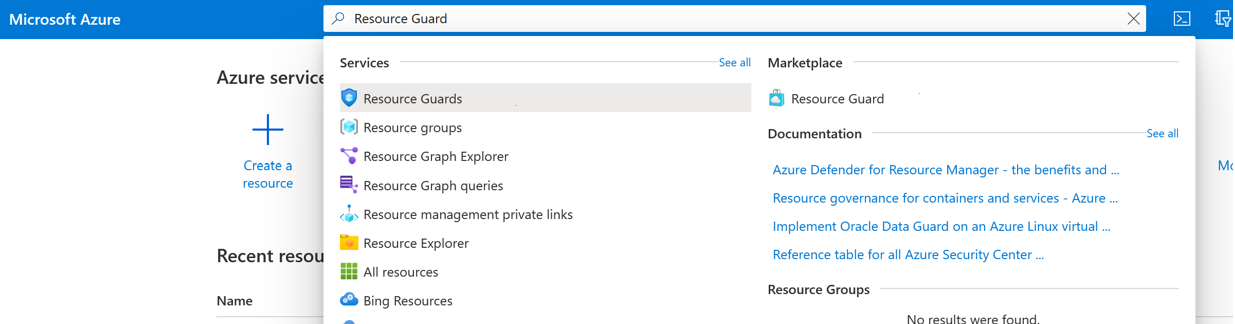 Microsoft Azure
Resource Guard
Azure service
Create a
resource
Recent resou
Name
Services
See all
Resource Guards
Resource groups
Resource Graph Explorer
Resource Graph queries
Resource management private links
Resource Explorer
All resources
Bing Resources
Marketplace
Resource Guard
Documentation
See all
Azure Defender for Resource Manager - the benefits and ...
Resource governance for containers and services - Azure ...
Implement Oracle Data Guard on an Azure Linux virtual ...
Reference table for all Azure Security Center ...
Resource Groups
No results were found.
Mo